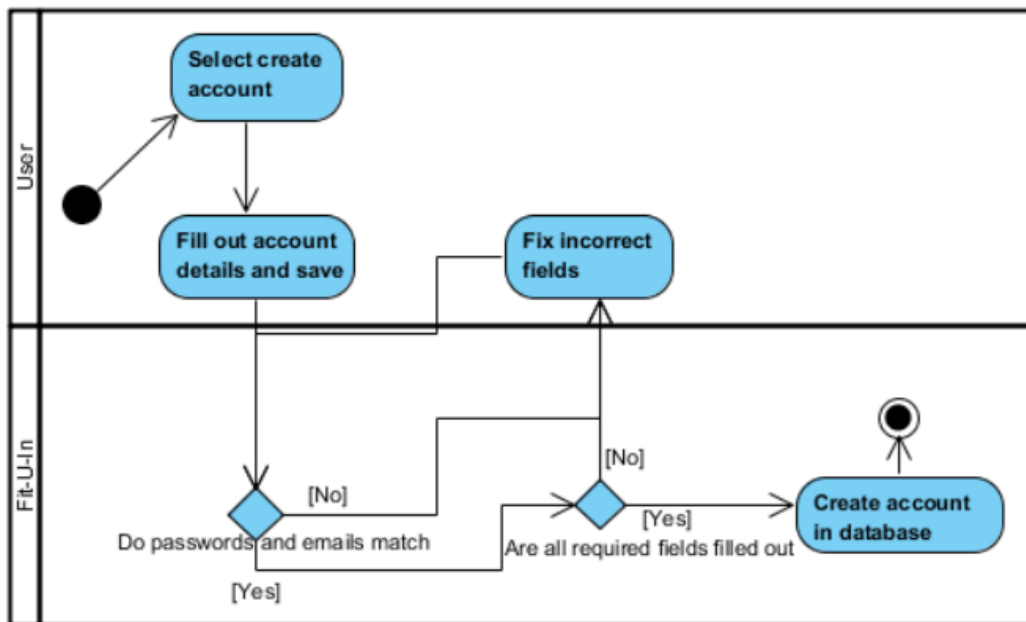 User
Select create
account
Fill out account
details and save
Fix incorrect
fields
Fit-U-In
[No]
Do passwords and emails match
[Yes]
[No]
[Yes]
Are all required fields filled out
Create account
in database